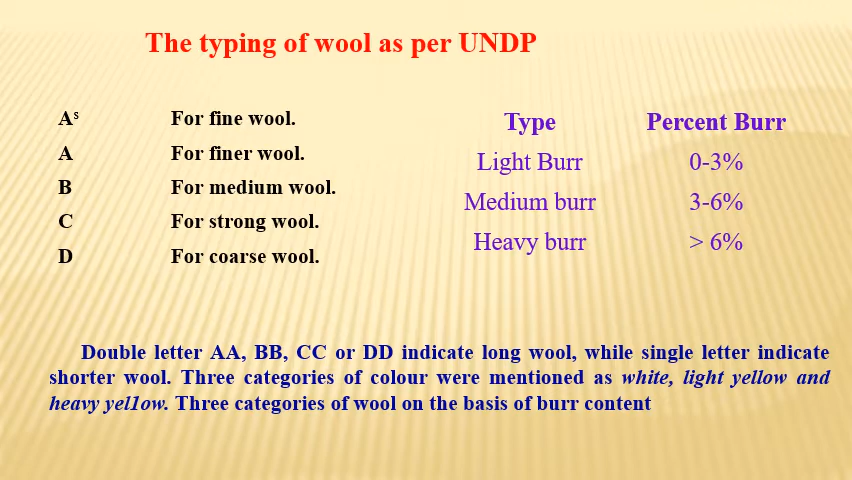 The typing of wool as per UNDP
Aˢ For fine wool.
A For finer wool.
B For medium wool.
C For strong wool.
D For coarse wool.
Type Percent Burr
Light Burr 0-3%
Medium burr 3-6%
Heavy burr > 6%
Double letter AA, BB, CC or DD indicate long wool, while single letter indicate
shorter wool. Three categories of colour were mentioned as white, light yellow and
heavy yel1ow. Three categories of wool on the basis of burr content